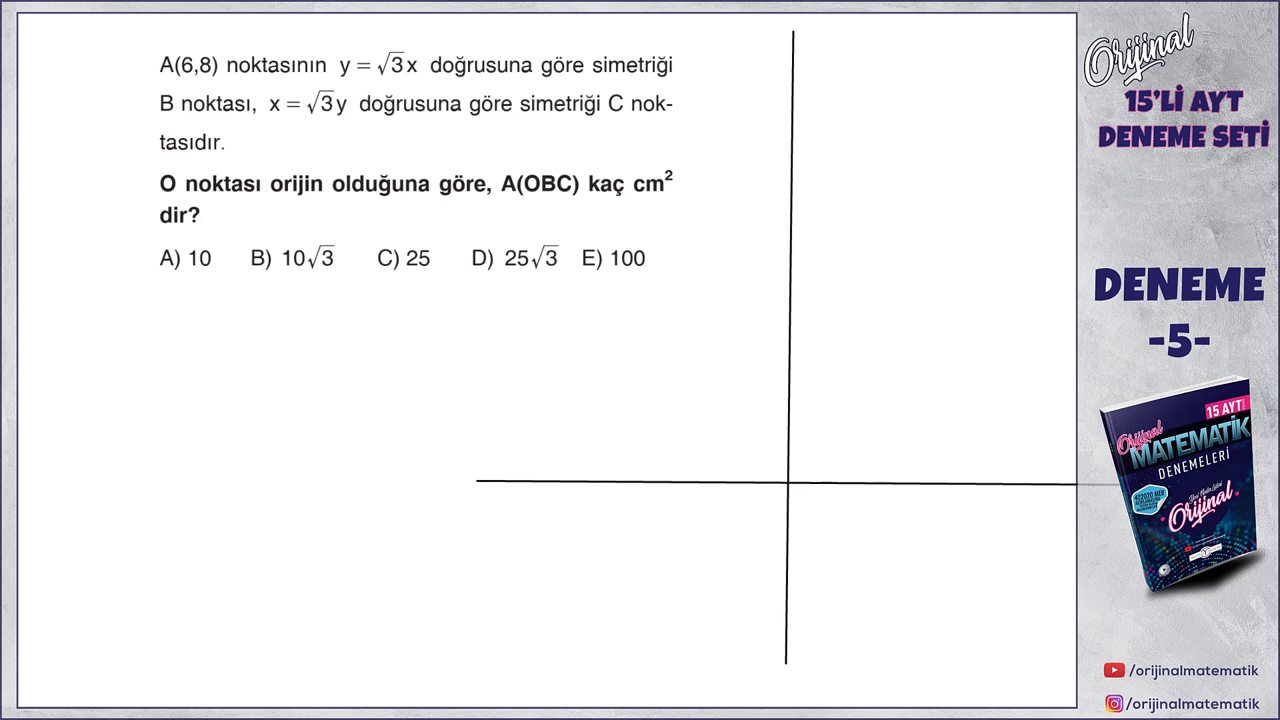 A(6,8) noktasının y = √3x doğrusuna göre simetriği
B noktası, x = √3y doğrusuna göre simetriği C nok-
tasıdır.
O noktası orijin olduğuna göre, A(OBC) kaç cm²
dir?
A) 10 B) 10√3 C) 25 D) 25√3 E) 100
Orijinal
15'Lİ AYT
DENEME SETİ
DENEME
-5-
15 AYT
Orijinal
MATEMATİK
DENEMELERİ
Orijinal
/orijinalmatematik
/orijinalmatematik